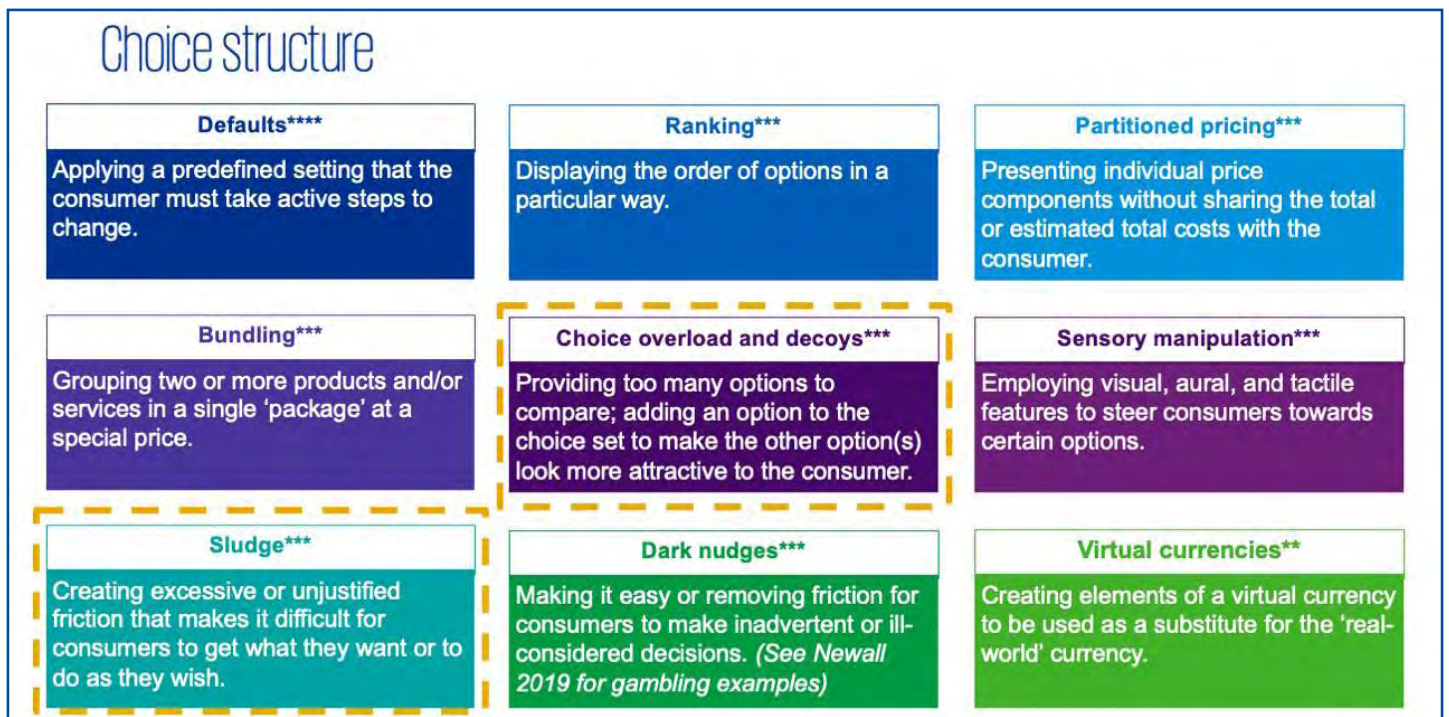 Choice structure
Defaults****
Applying a predefined setting that the
consumer must take active steps to
change.
Ranking***
Displaying the order of options in a
particular way.
Partitioned pricing***
Presenting individual price
components without sharing the total
or estimated total costs with the
consumer.
Bundling***
Grouping two or more products and/or
services in a single ‘package’ at a
special price.
Choice overload and decoys***
Providing too many options to
compare; adding an option to the
choice set to make the other option(s)
look more attractive to the consumer.
Sensory manipulation***
Employing visual, aural, and tactile
features to steer consumers towards
certain options.
Sludge***
Creating excessive or unjustified
friction that makes it difficult for
consumers to get what they want or to
do as they wish.
Dark nudges***
Making it easy or removing friction for
consumers to make inadvertent or ill-
considered decisions. (See Newall
2019 for gambling examples)
Virtual currencies**
Creating elements of a virtual currency
to be used as a substitute for the ‘real-
world’ currency.